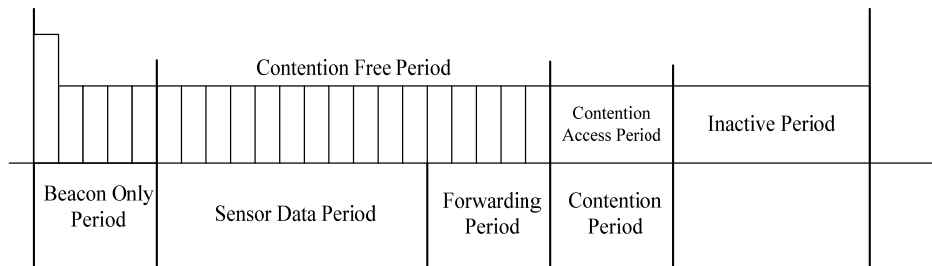 Contention Free Period
Contention
Access Period
Inactive Period
Beacon Only
Period
Sensor Data Period
Forwarding
Period
Contention
Period